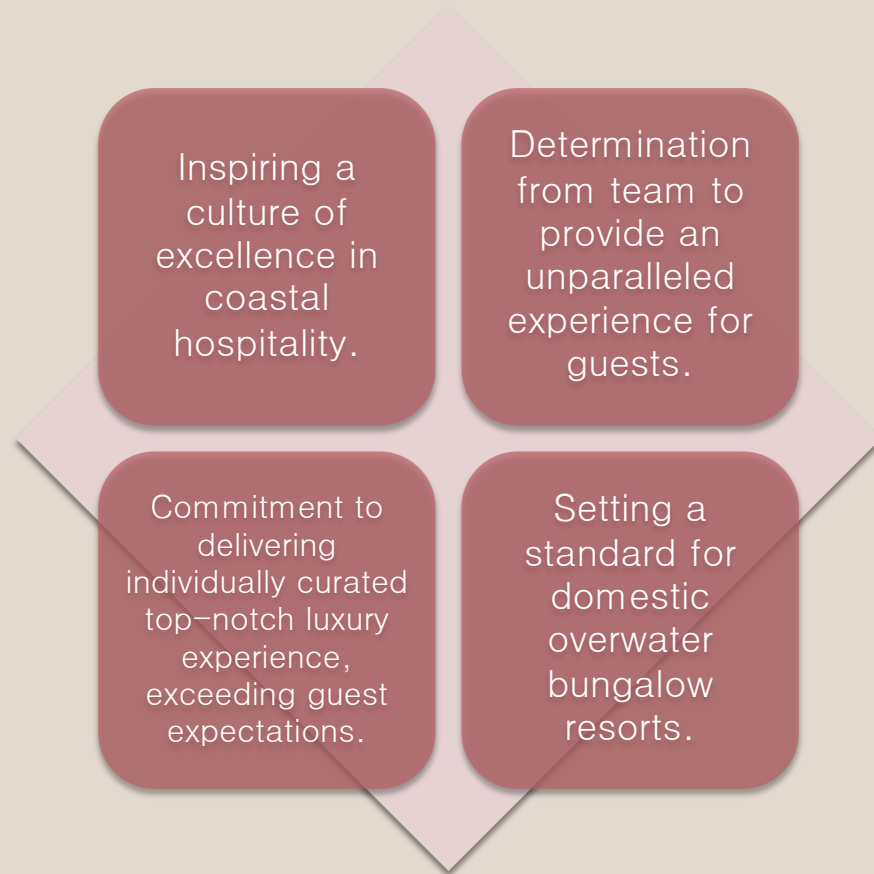 Inspiring a
culture of
excellence in
coastal
hospitality.
Determination
from team to
provide an
unparalleled
experience for
guests.
Commitment to
delivering
individually curated
top-notch luxury
experience,
exceeding guest
expectations.
Setting a
standard for
domestic
overwater
bungalow
resorts.